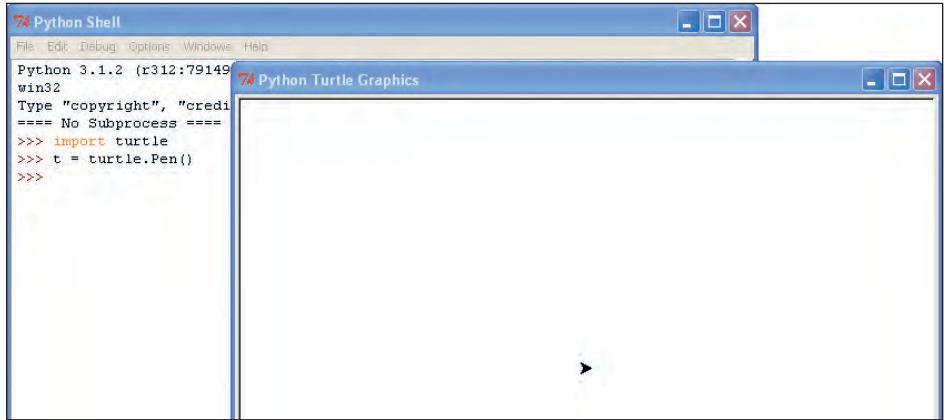 Python Shell
File Edit Debug Options Windows Help
Python 3.1.2 (r312:79149
win32
Type "copyright", "credi
==== No Subprocess ====
>>> import turtle
>>> t = turtle.Pen()
>>>
Python Turtle Graphics